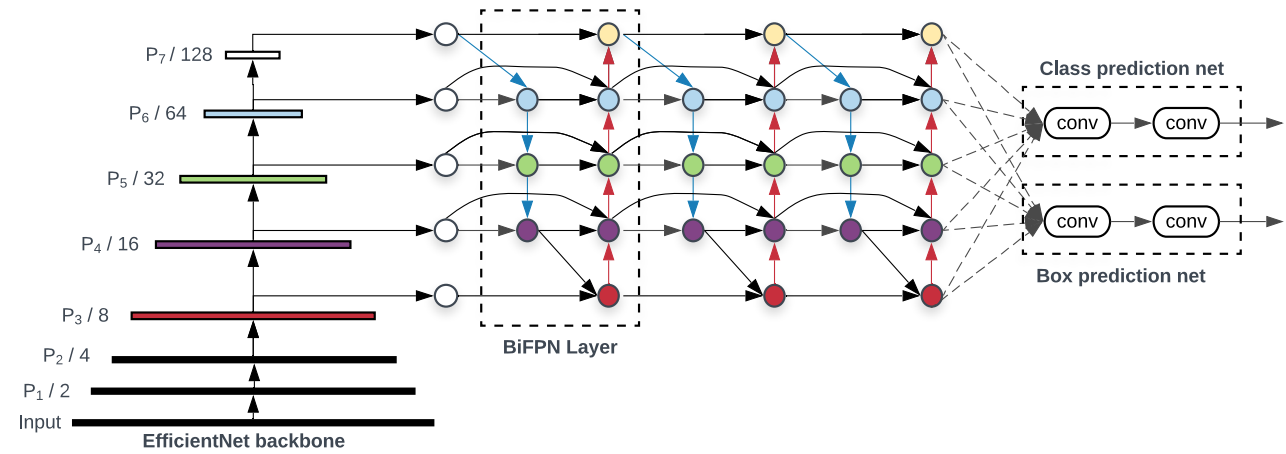 P₇ / 128
P₆ / 64
P₅ / 32
P₄ / 16
P₃ / 8
P₂ / 4
P₁ / 2
Input
EfficientNet backbone
BiFPN Layer
Class prediction net
conv conv
conv conv
Box prediction net